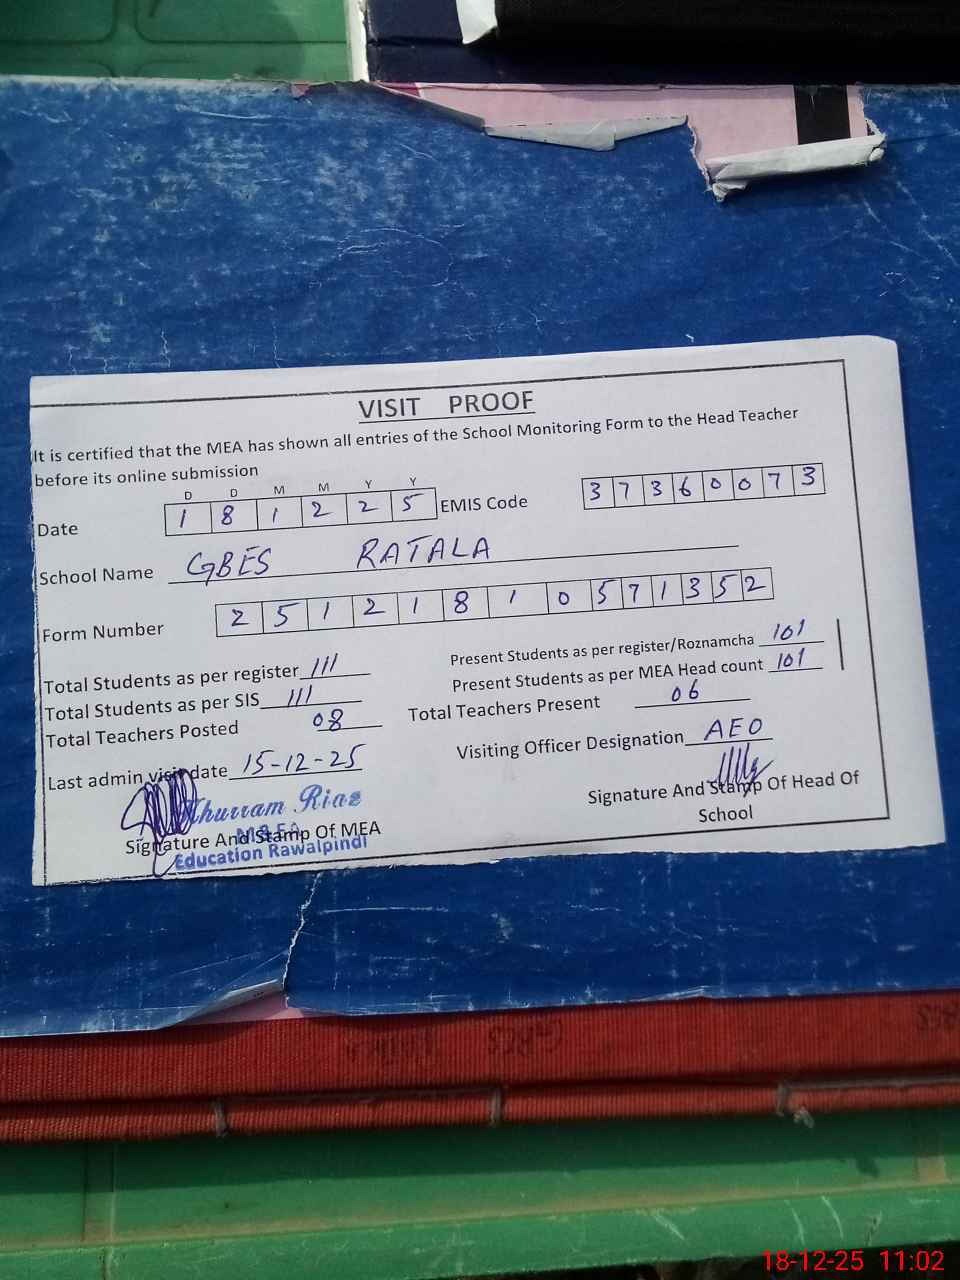 VISIT PROOF
It is certified that the MEA has shown all entries of the School Monitoring Form to the Head Teacher
before its online submission
D D M M Y Y
Date 1 8 1 2 2 5 EMIS Code 3 7 3 6 0 0 7 3
School Name GBES RATALA
Form Number 2 5 1 2 1 8 1 0 5 7 1 3 5 2
Total Students as per register 111 Present Students as per register/Roznamcha 101
Total Students as per SIS 111 Present Students as per MEA Head count 101
Total Teachers Posted 08 Total Teachers Present 06
Last admin visit date 15-12-25 Visiting Officer Designation AEO
Khurram Riaz
Signature And Stamp Of MEA Signature And Stamp Of Head Of
School
Education Rawalpindi
18-12-25 11:02